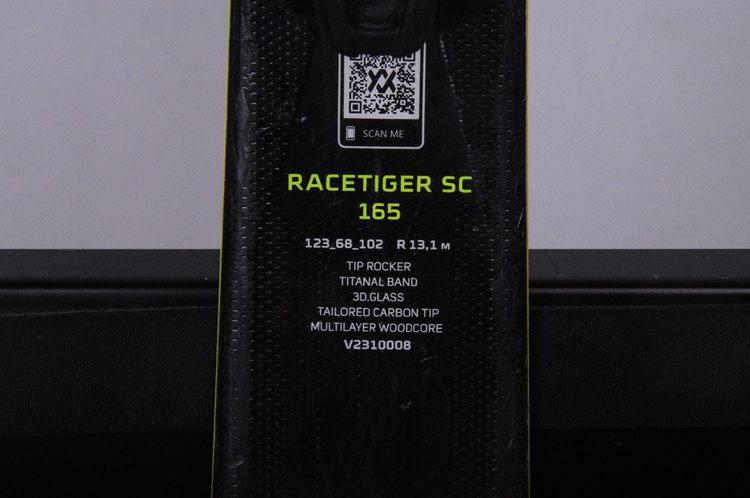 SCAN ME
RACETIGER SC
165
123_68_102 R 13,1 M
TIP ROCKER
TITANAL BAND
3D.GLASS
TAILORED CARBON TIP
MULTILAYER WOODCORE
V2310008